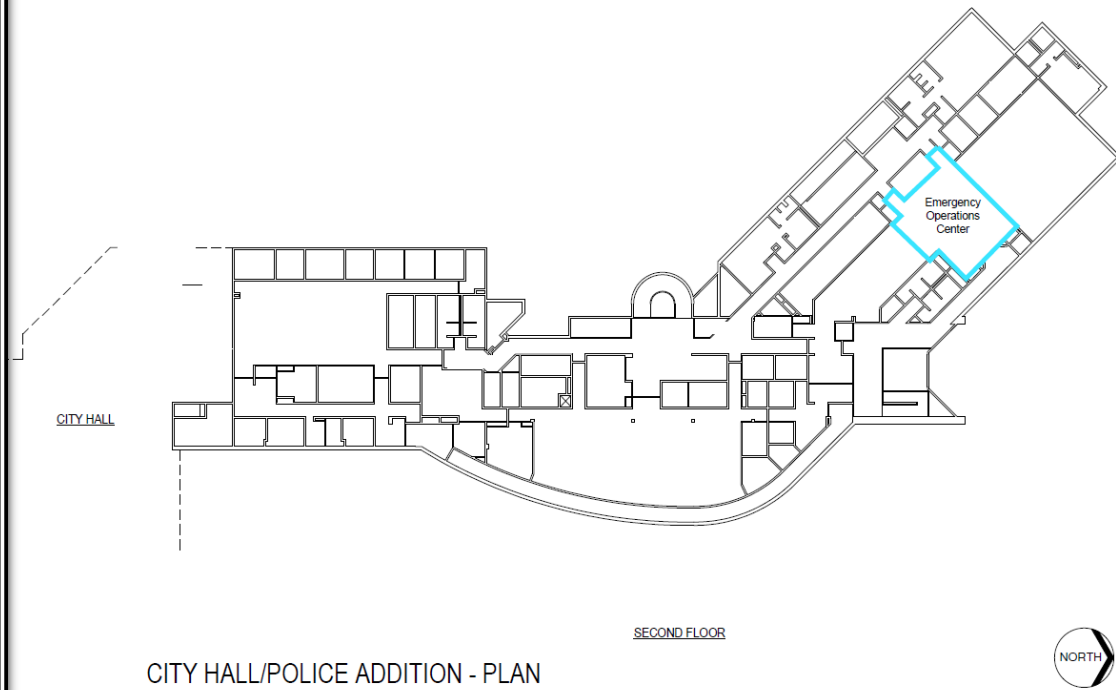 Emergency
Operations
Center
CITY HALL
SECOND FLOOR
CITY HALL/POLICE ADDITION - PLAN
NORTH